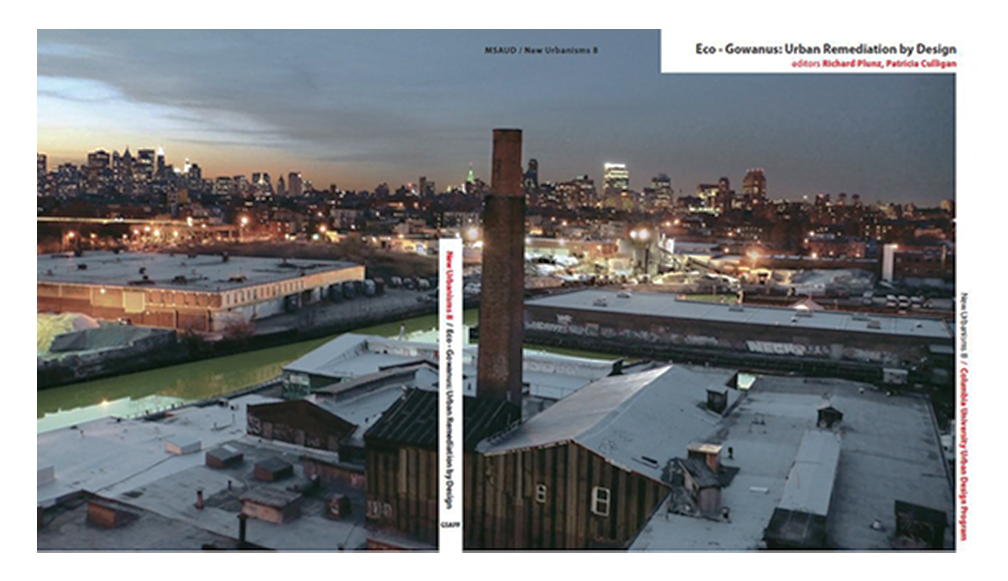 MSAUD / New Urbanisms 8
Eco - Gowanus: Urban Remediation by Design
editors Richard Plunz, Patricia Culligan
New Urbanisms 8 / Eco - Gowanus: Urban Remediation by Design
GSAPP
New Urbanisms 8 / Columbia University Urban Design Program